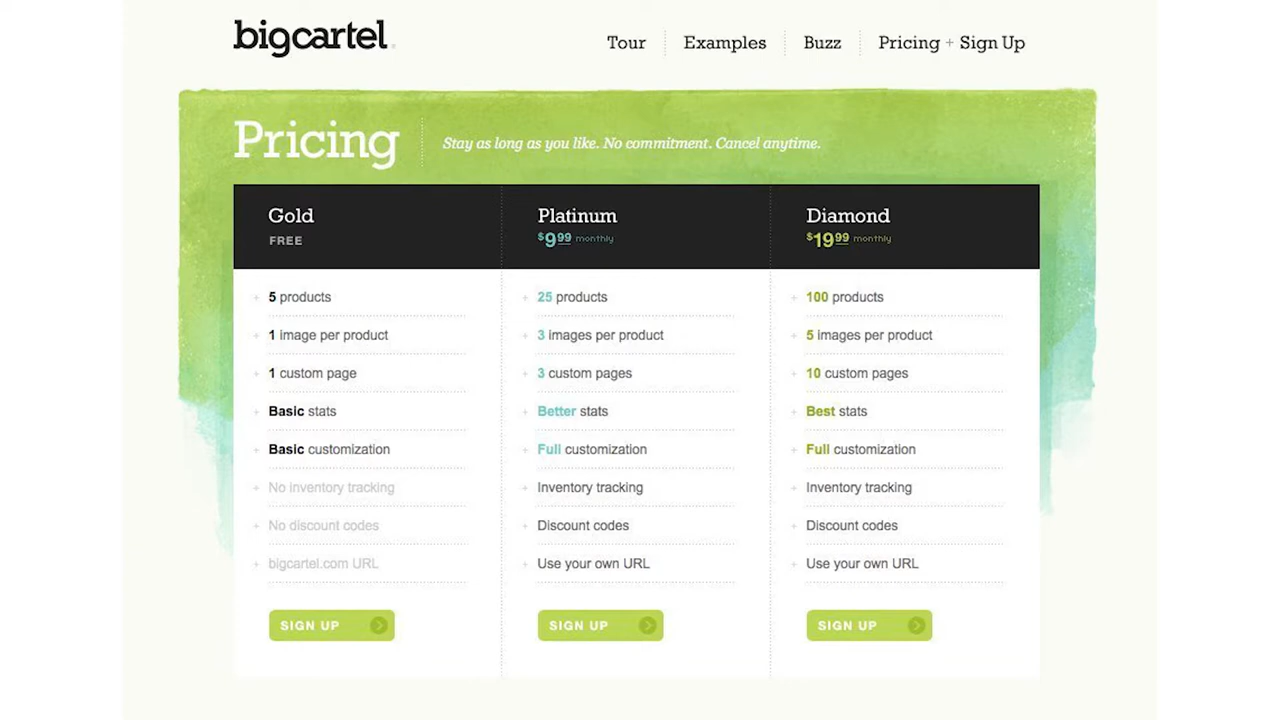 bigcartel
Tour
Examples
Buzz
Pricing + Sign Up
Pricing
Stay as long as you like. No commitment. Cancel anytime.
Gold
FREE
5 products
1 image per product
1 custom page
Basic stats
Basic customization
No inventory tracking
No discount codes
bigcartel.com URL
SIGN UP
Platinum
$9.99 monthly
25 products
3 images per product
3 custom pages
Better stats
Full customization
Inventory tracking
Discount codes
Use your own URL
SIGN UP
Diamond
$19.99 monthly
100 products
5 images per product
10 custom pages
Best stats
Full customization
Inventory tracking
Discount codes
Use your own URL
SIGN UP